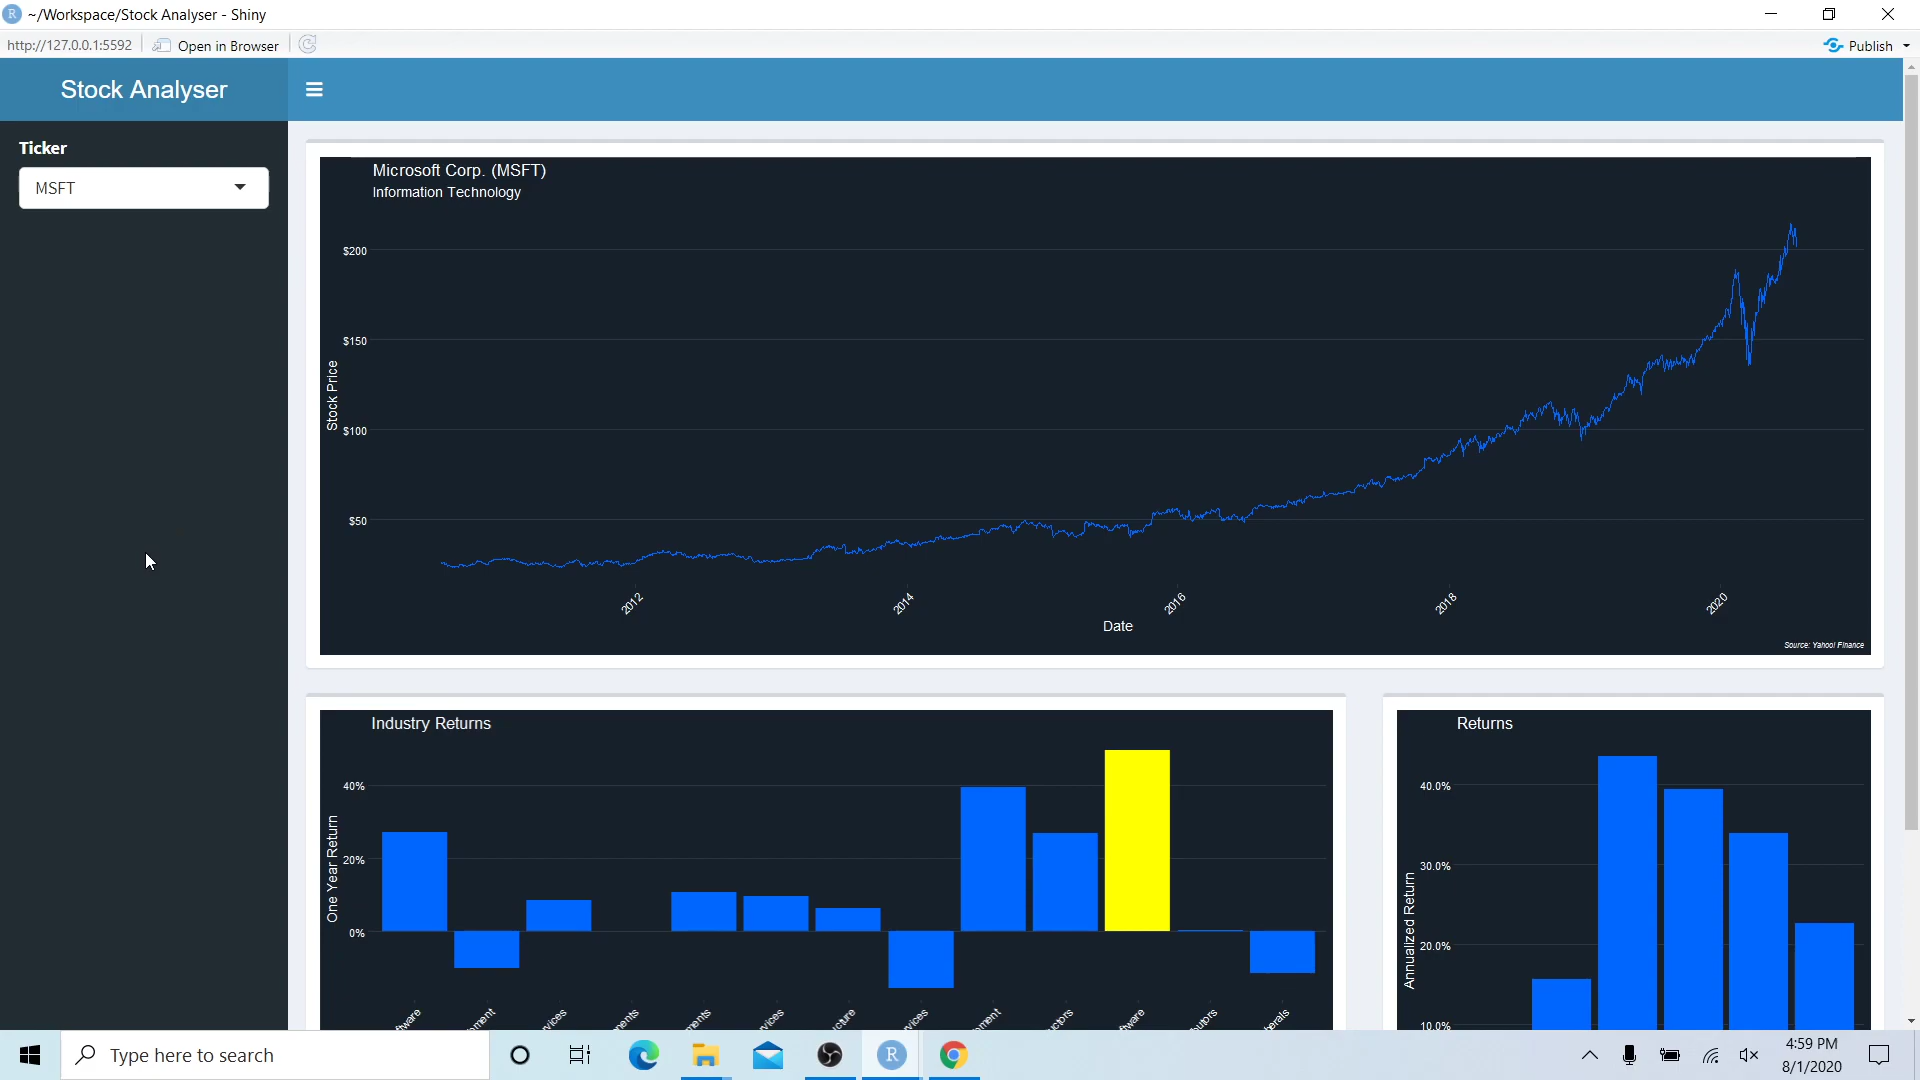 ~/Workspace/Stock Analyser - Shiny
http://127.0.0.1:5592
Open in Browser
Publish
Stock Analyser
Ticker
MSFT
Microsoft Corp. (MSFT)
Information Technology
Stock Price
$200
$150
$100
$50
2012
2014
2016
2018
2020
Date
Source: Yahoo! Finance
Industry Returns
One Year Return
40%
20%
0%
Returns
Annualized Return
40.0%
30.0%
20.0%
10.0%
Type here to search
4:59 PM
8/1/2020